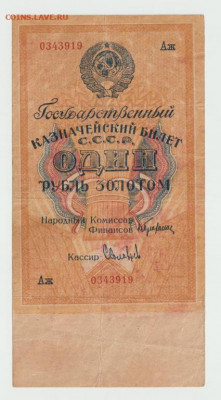 COINS.LAVE.RU
0343919 Аж
Государственный
КАЗНАЧЕЙСКИЙ БИЛЕТ
С.С.С.Р.
ОДИН
РУБЛЬ ЗОЛОТОМ
Народный Комиссар
Финансов
Кассир
Аж 0343919